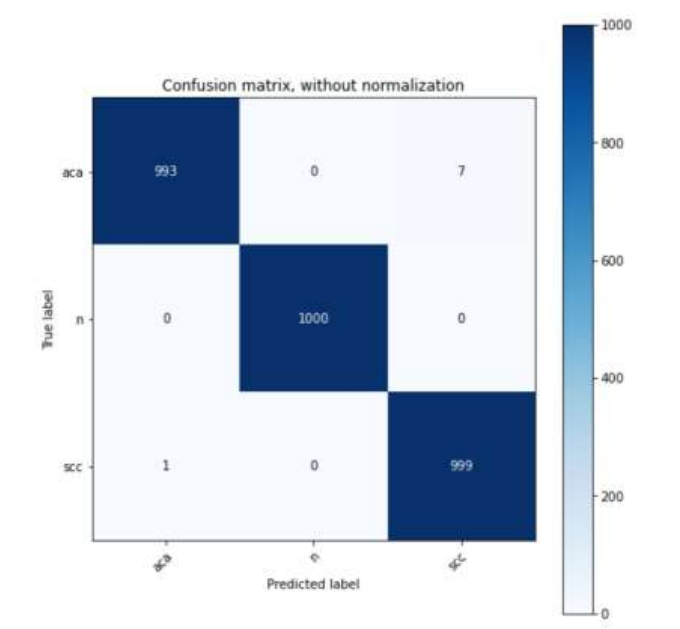 Confusion matrix, without normalization
True label
aca
993 0 7
n
0 1000 0
scc
1 0 999
aca n scc
Predicted label
1000
800
600
400
200
0